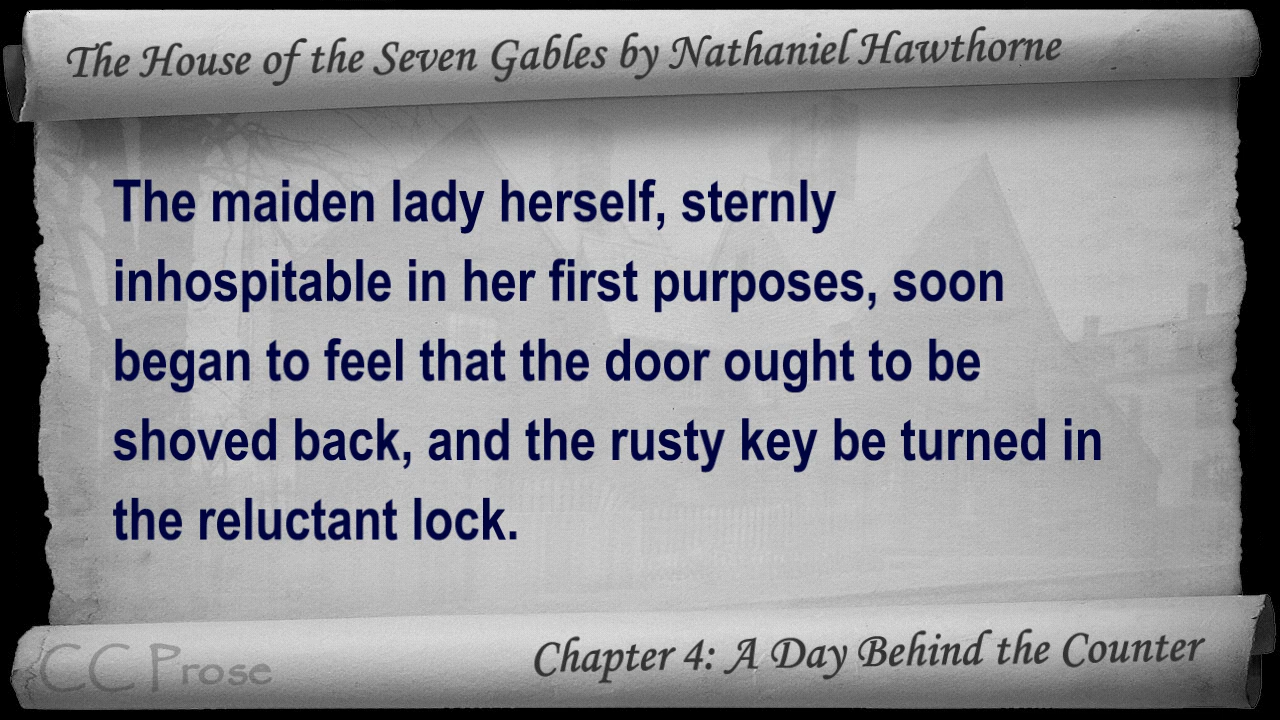 The House of the Seven Gables by Nathaniel Hawthorne
The maiden lady herself, sternly
inhospitable in her first purposes, soon
began to feel that the door ought to be
shoved back, and the rusty key be turned in
the reluctant lock.
CC Prose
Chapter 4: A Day Behind the Counter